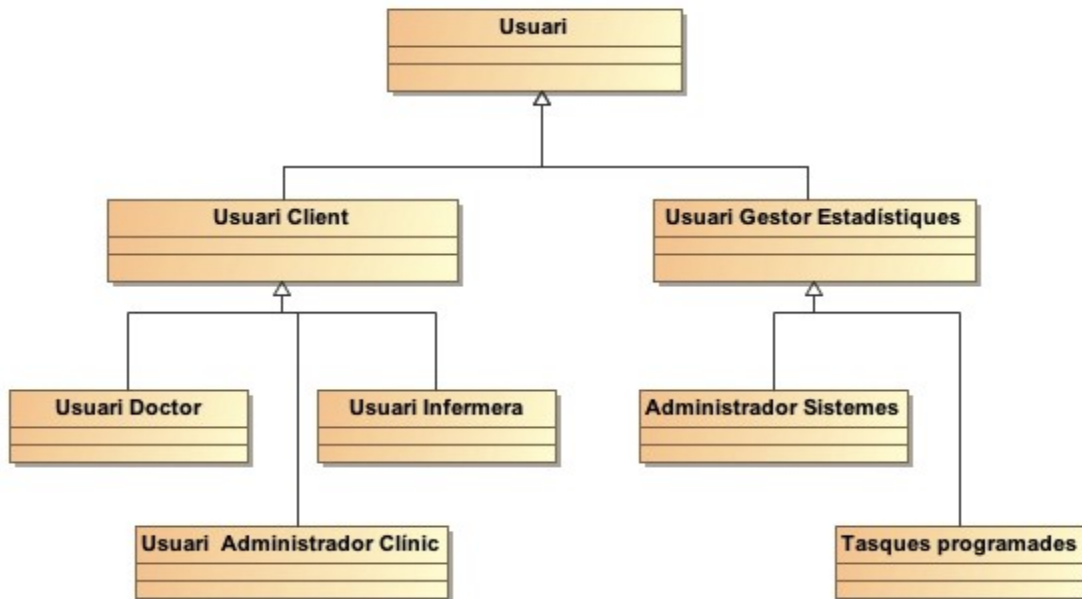 Usuari
Usuari Client
Usuari Gestor Estadístiques
Usuari Doctor
Usuari Infermera
Administrador Sistemes
Usuari  Administrador Clínic
Tasques programades